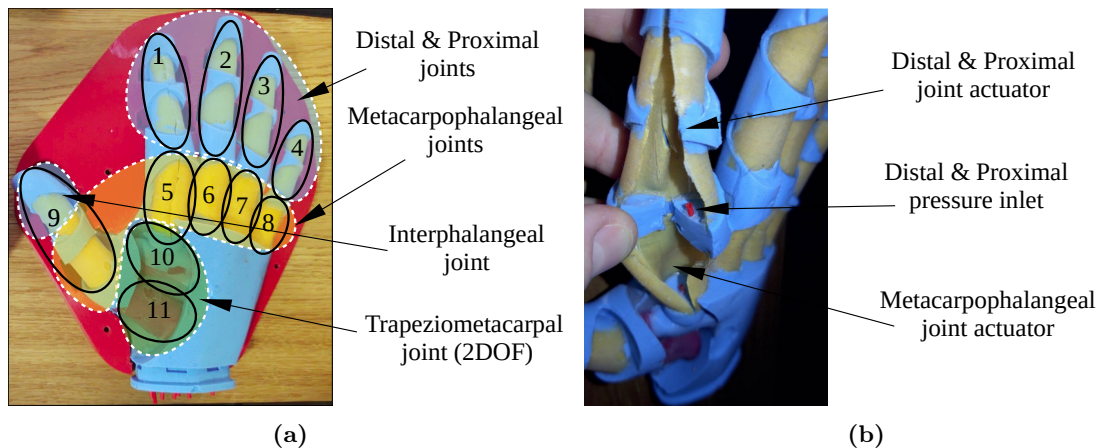 1
2
3
4
5
6
7
8
9
10
11
Distal & Proximal
joints
Metacarpophalangeal
joints
Interphalangeal
joint
Trapeziometacarpal
joint (2DOF)
(a)
Distal & Proximal
joint actuator
Distal & Proximal
pressure inlet
Metacarpophalangeal
joint actuator
(b)